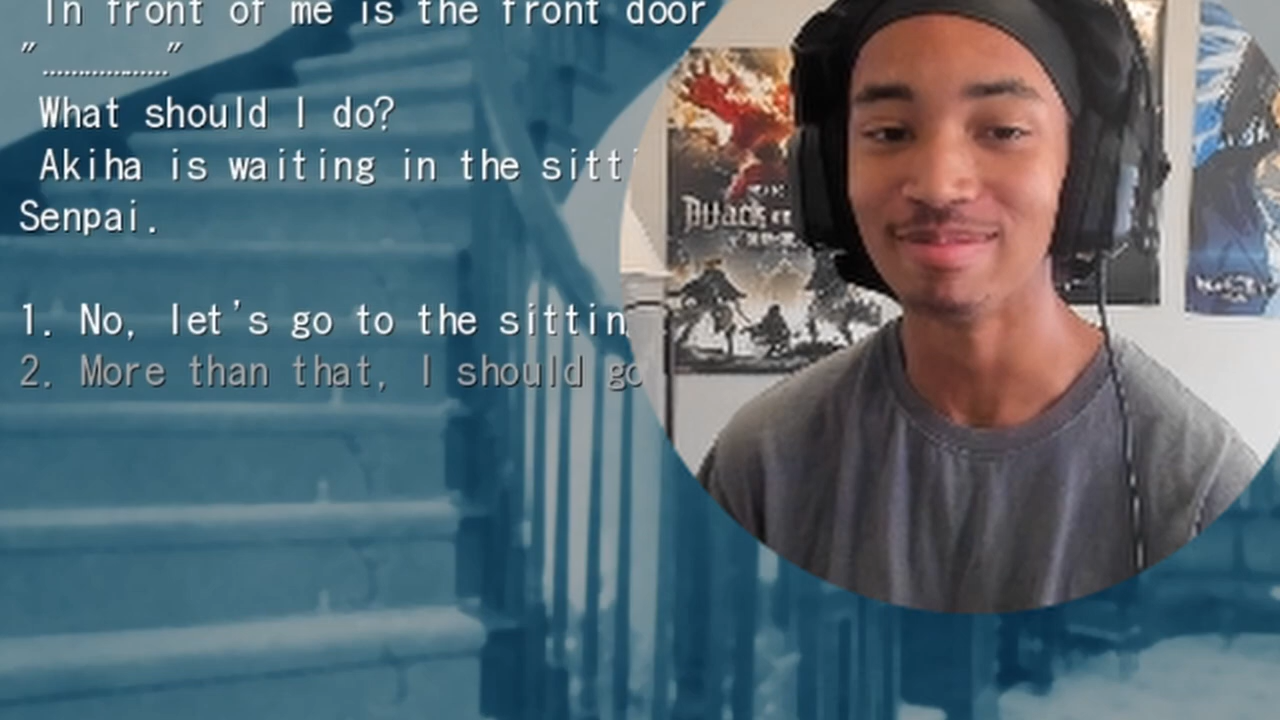 In front of me is the front door
"………………"
What should I do?
Akiha is waiting in the sitti
Senpai.
1. No, let's go to the sittin
2. More than that, I should go
Attack